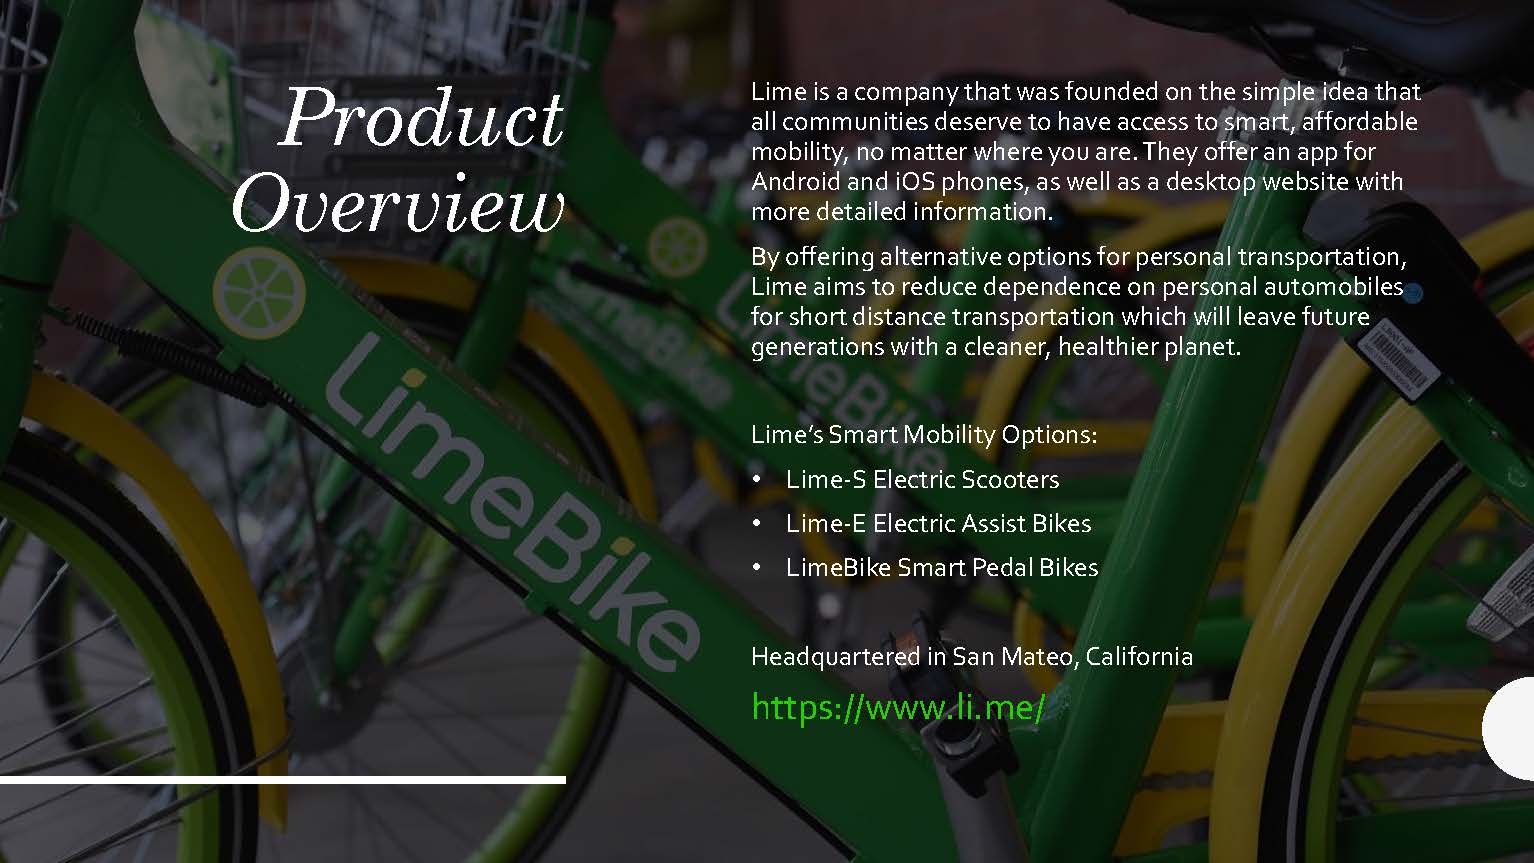 Product
Overview
Lime is a company that was founded on the simple idea that
all communities deserve to have access to smart, affordable
mobility, no matter where you are. They offer an app for
Android and iOS phones, as well as a desktop website with
more detailed information.
By offering alternative options for personal transportation,
Lime aims to reduce dependence on personal automobiles
for short distance transportation which will leave future
generations with a cleaner, healthier planet.
Lime’s Smart Mobility Options:
• Lime-S Electric Scooters
• Lime-E Electric Assist Bikes
• LimeBike Smart Pedal Bikes
Headquartered in San Mateo, California
https://www.li.me/
LimeBike
LimeBike
LimeBike